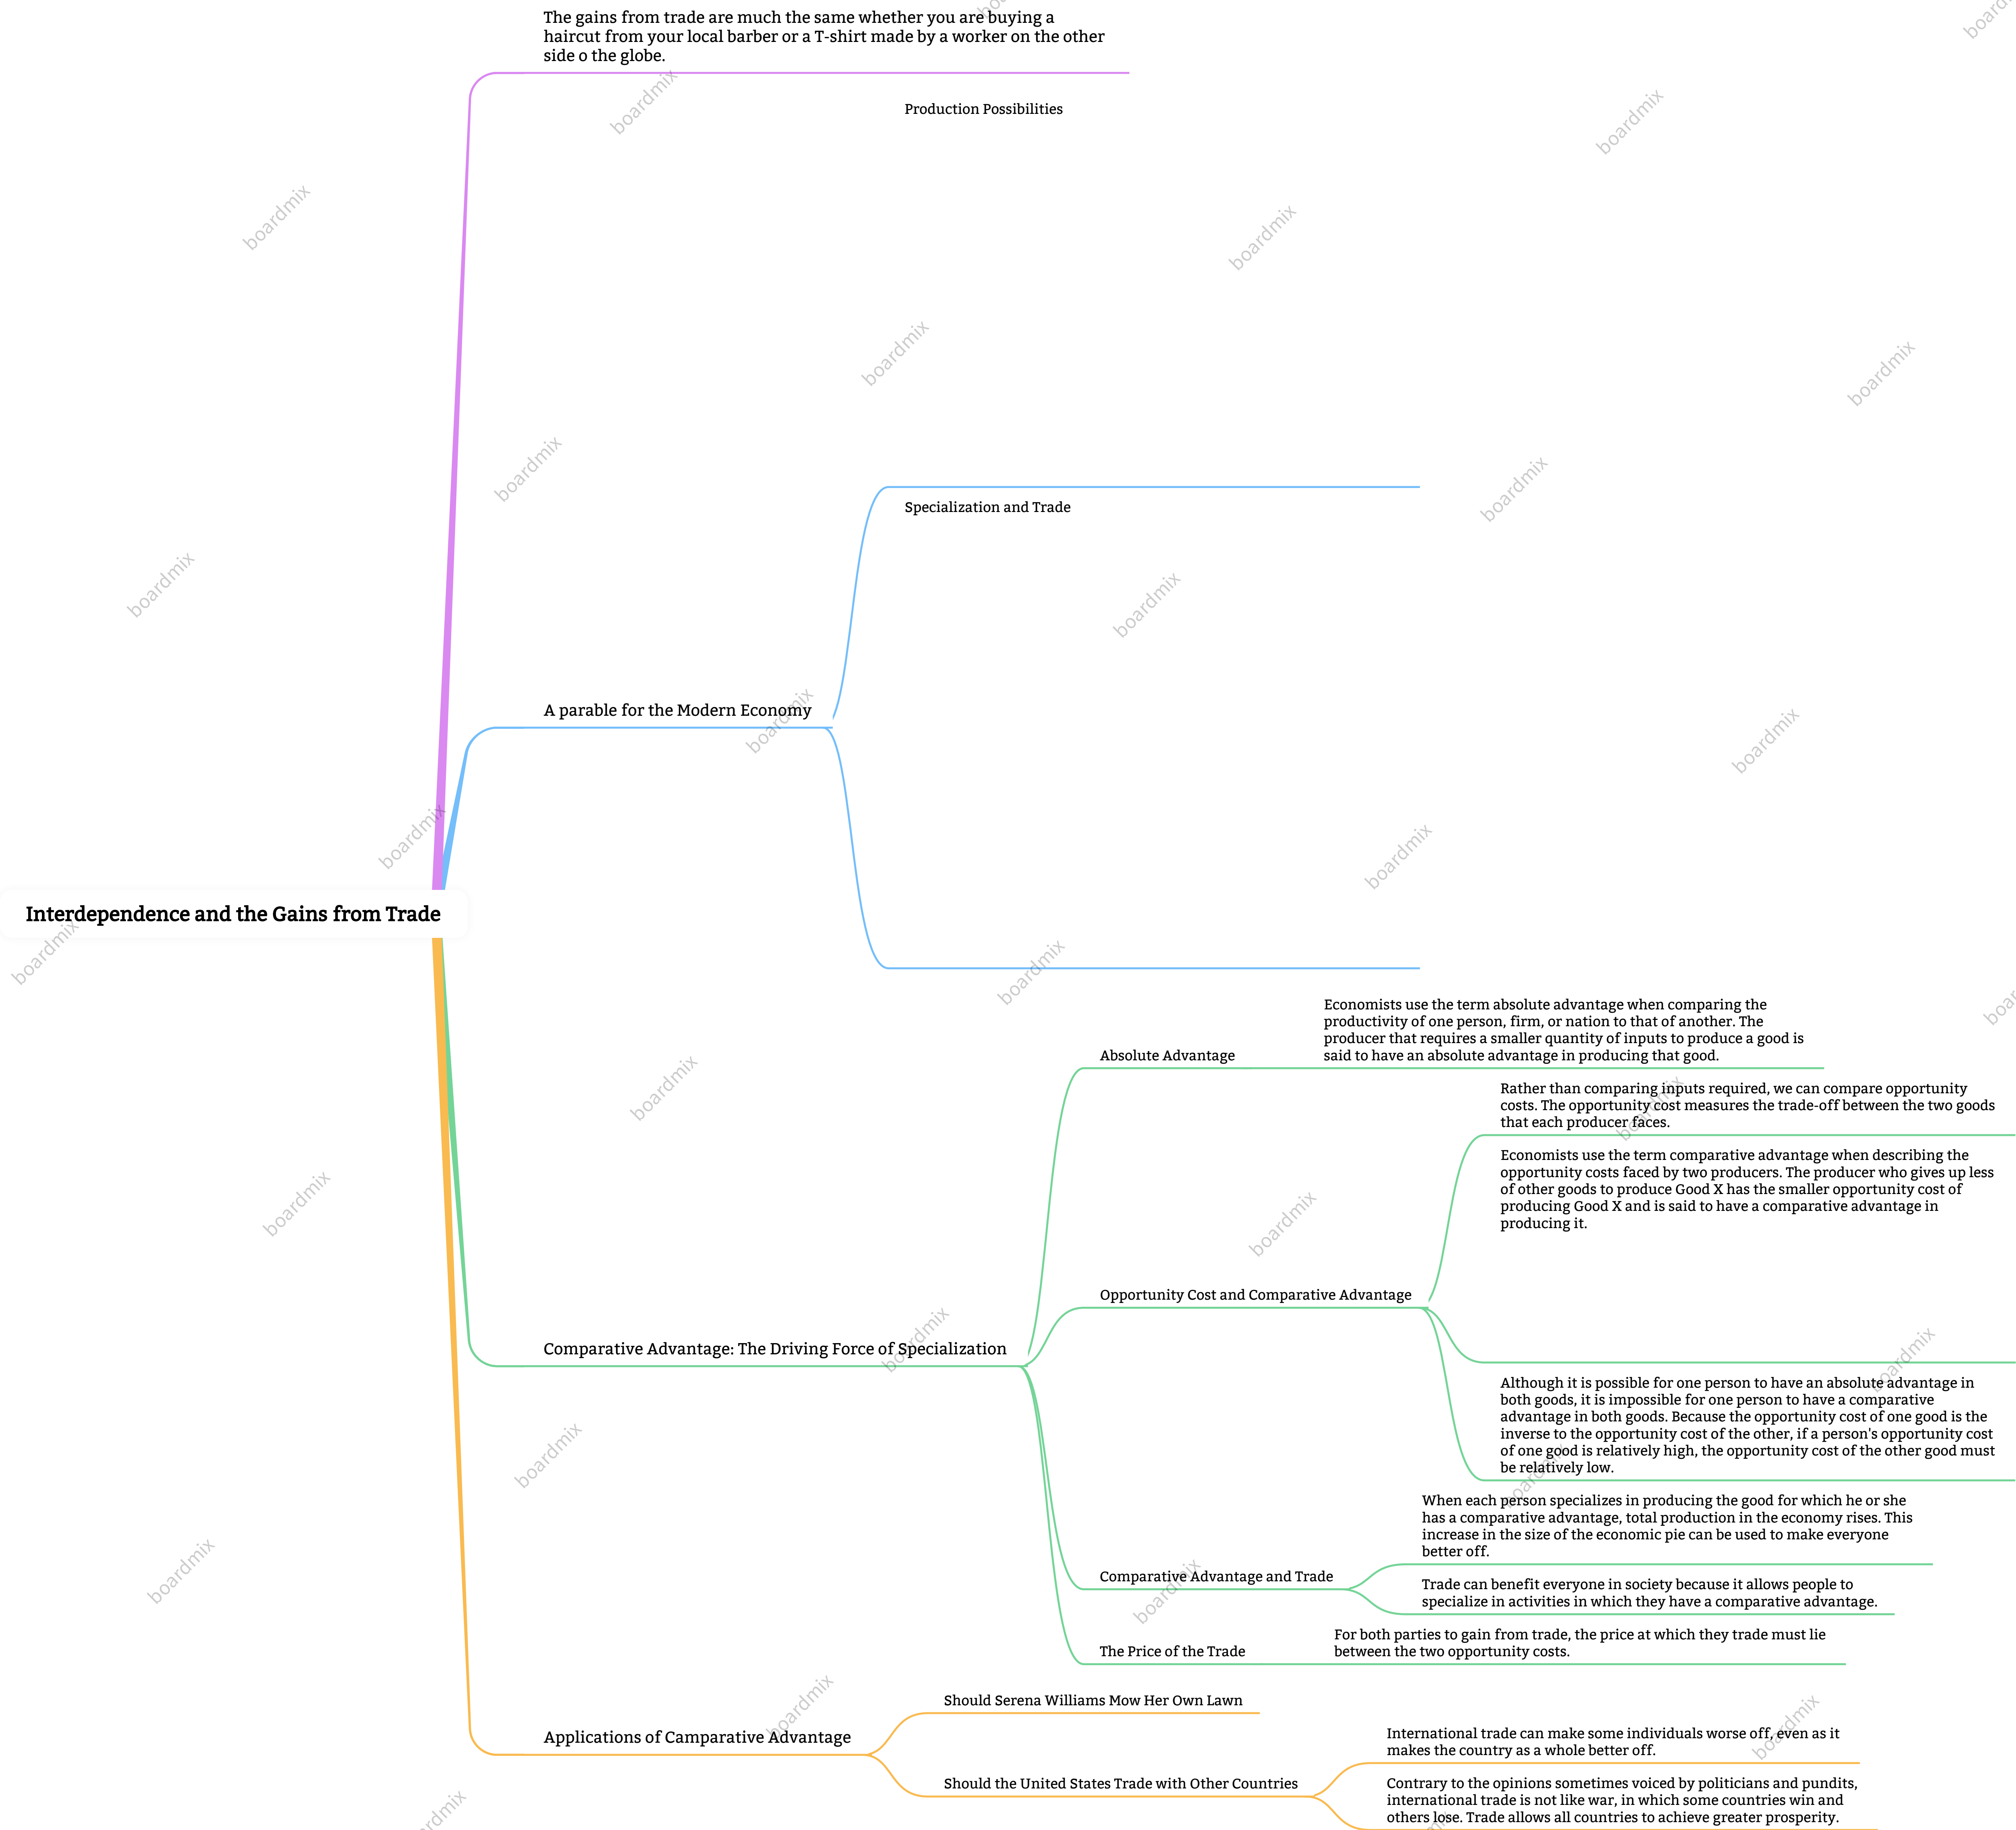 The gains from trade are much the same whether you are buying a
haircut from your local barber or a T-shirt made by a worker on the other
side o the globe.
Production Possibilities
Specialization and Trade
A parable for the Modern Economy
Interdependence and the Gains from Trade
Economists use the term absolute advantage when comparing the
productivity of one person, firm, or nation to that of another. The
producer that requires a smaller quantity of inputs to produce a good is
said to have an absolute advantage in producing that good.
Absolute Advantage
Rather than comparing inputs required, we can compare opportunity
costs. The opportunity cost measures the trade-off between the two goods
that each producer faces.
Economists use the term comparative advantage when describing the
opportunity costs faced by two producers. The producer who gives up less
of other goods to produce Good X has the smaller opportunity cost of
producing Good X and is said to have a comparative advantage in
producing it.
Opportunity Cost and Comparative Advantage
Comparative Advantage: The Driving Force of Specialization
Although it is possible for one person to have an absolute advantage in
both goods, it is impossible for one person to have a comparative
advantage in both goods. Because the opportunity cost of one good is the
inverse to the opportunity cost of the other, if a person's opportunity cost
of one good is relatively high, the opportunity cost of the other good must
be relatively low.
When each person specializes in producing the good for which he or she
has a comparative advantage, total production in the economy rises. This
increase in the size of the economic pie can be used to make everyone
better off.
Comparative Advantage and Trade
Trade can benefit everyone in society because it allows people to
specialize in activities in which they have a comparative advantage.
For both parties to gain from trade, the price at which they trade must lie
between the two opportunity costs.
The Price of the Trade
Should Serena Williams Mow Her Own Lawn
Applications of Camparative Advantage
International trade can make some individuals worse off, even as it
makes the country as a whole better off.
Should the United States Trade with Other Countries
Contrary to the opinions sometimes voiced by politicians and pundits,
international trade is not like war, in which some countries win and
others lose. Trade allows all countries to achieve greater prosperity.
boardmix